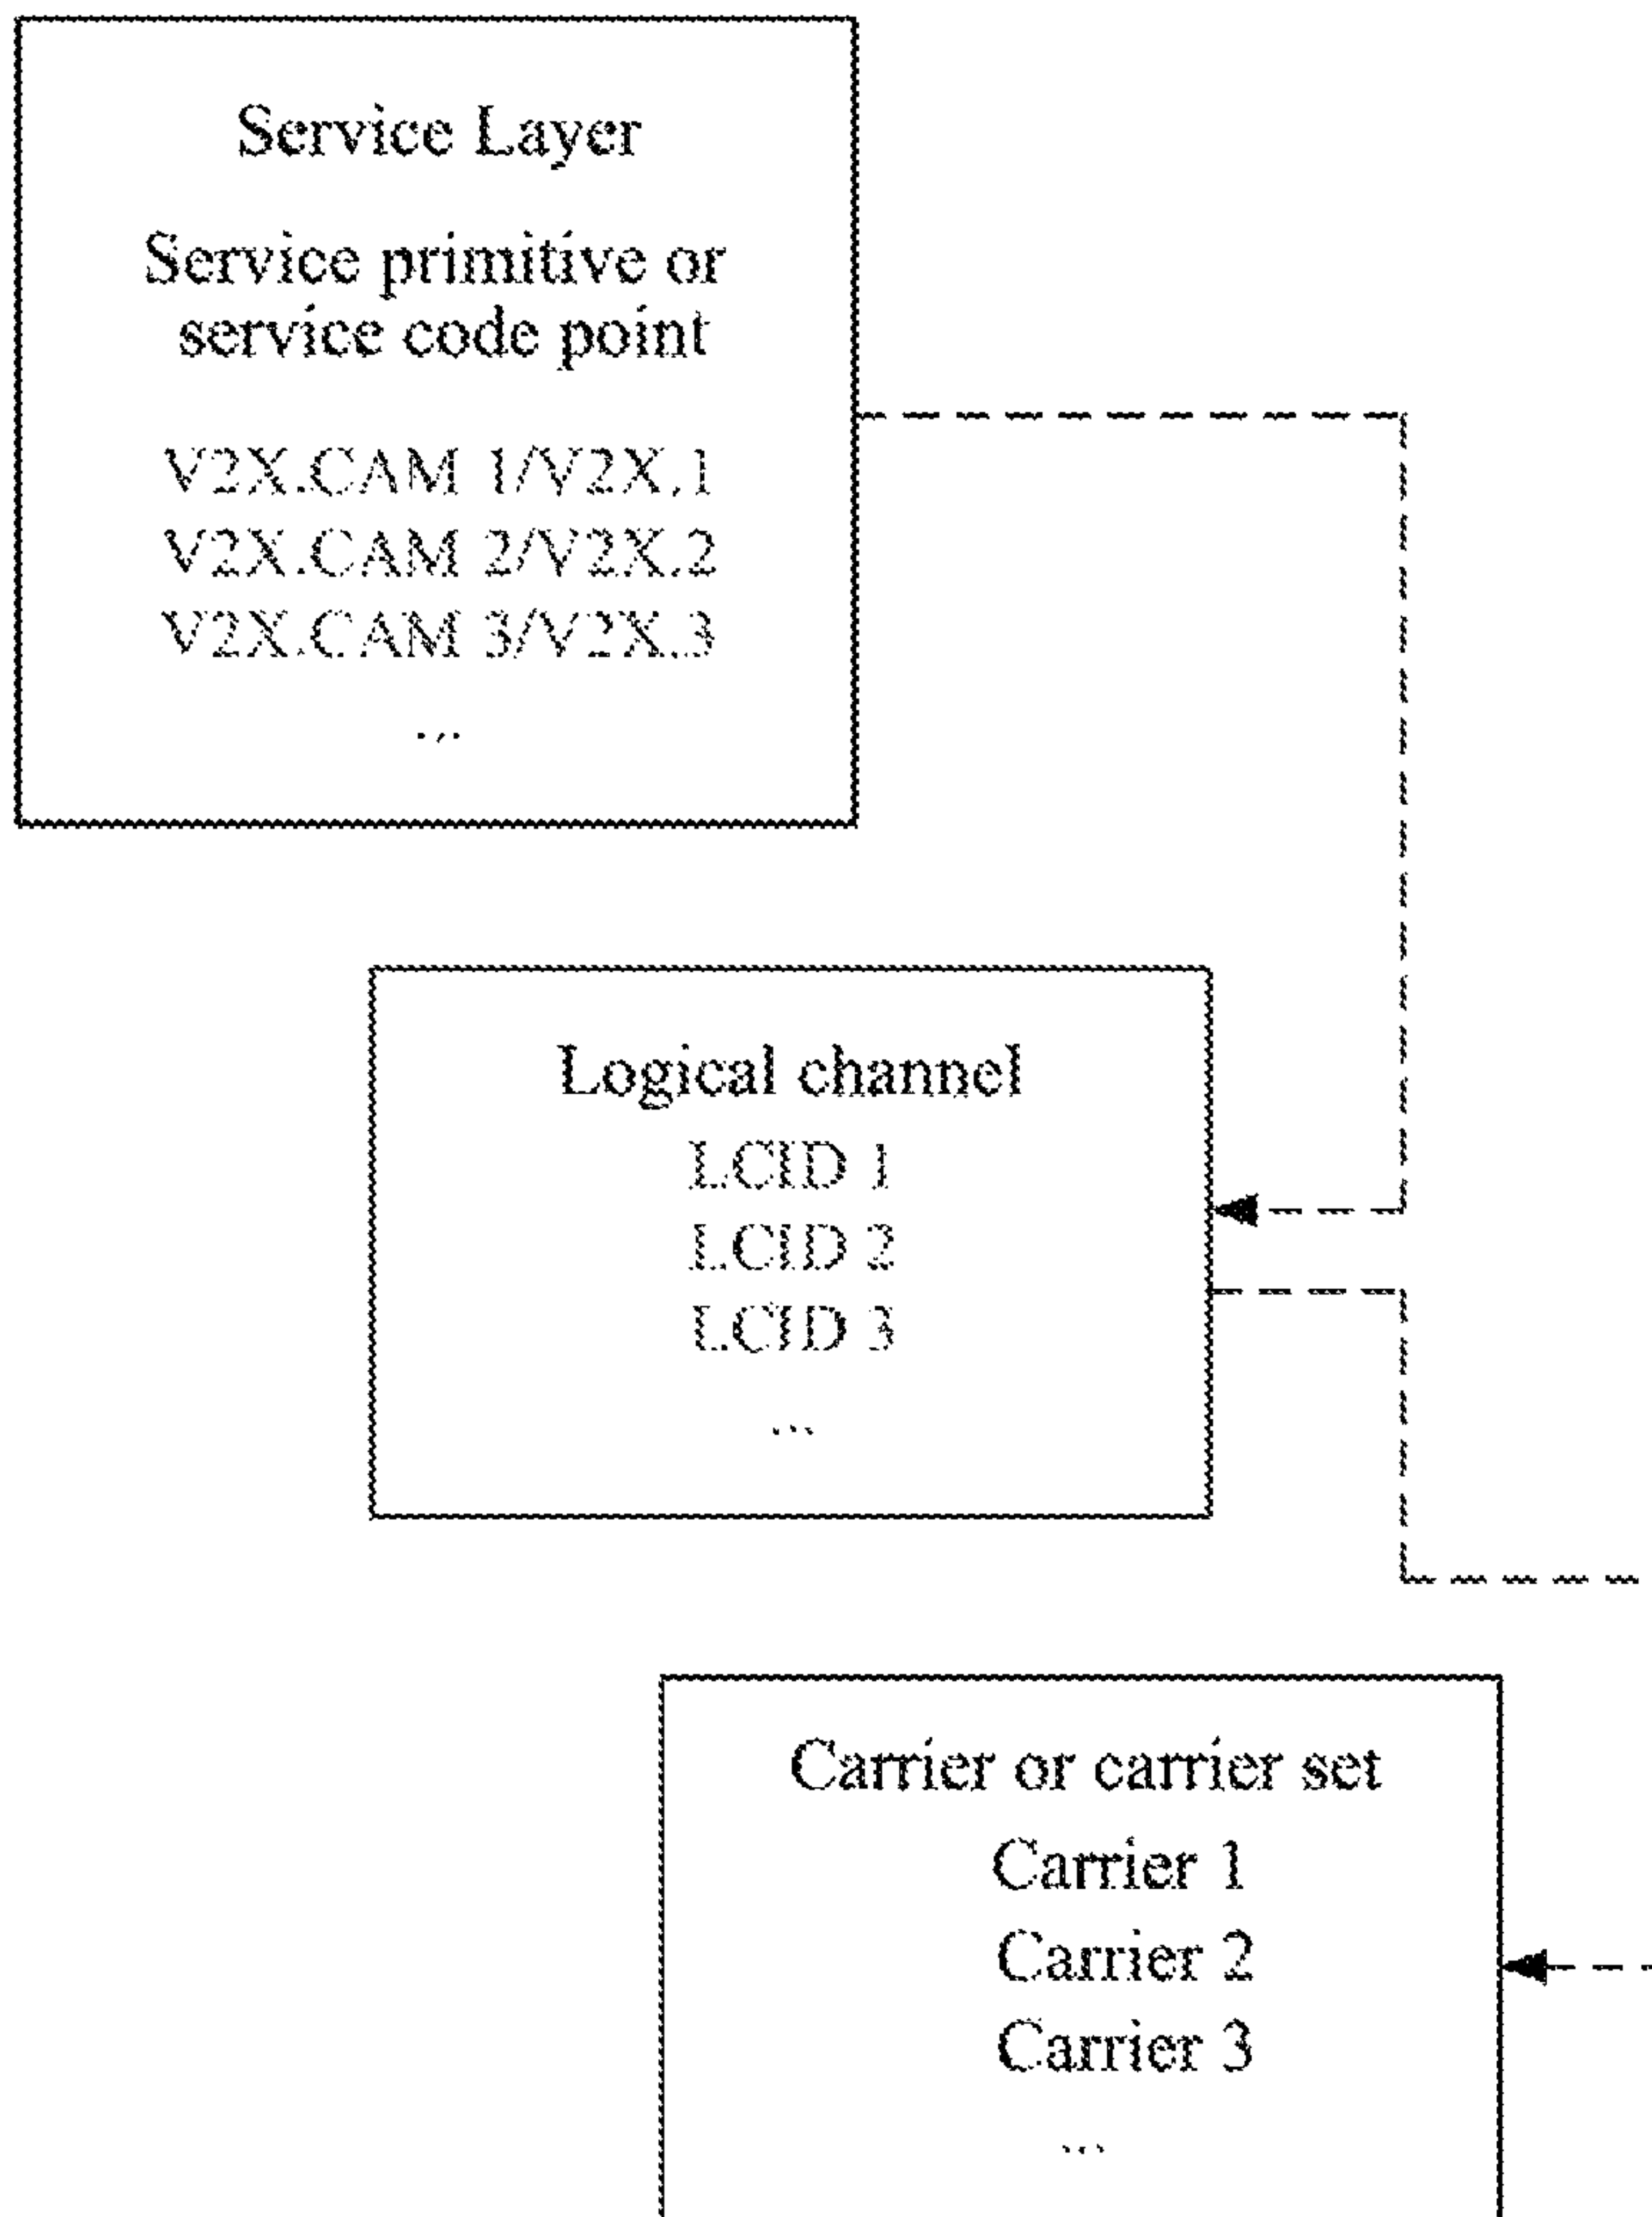 Service Layer
Service primitive or
service code point
V2X.CAM 1/V2X.1
V2X.CAM 2/V2X.2
V2X.CAM 3/V2X.3
...
Logical channel
LCID 1
LCID 2
LCID 3
...
Carrier or carrier set
Carrier 1
Carrier 2
Carrier 3
...